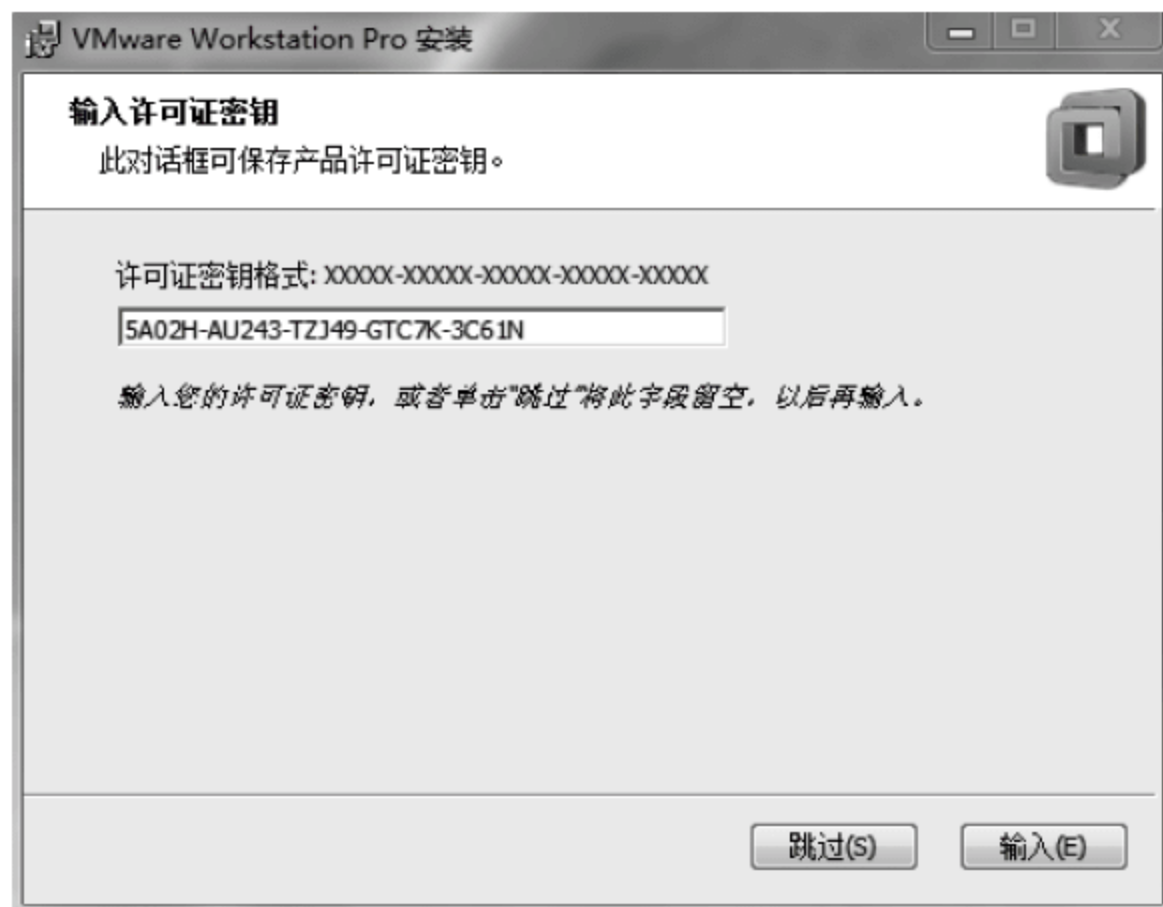 VMware Workstation Pro 安装
输入许可证密钥
此对话框可保存产品许可证密钥。
许可证密钥格式: XXXXX-XXXXX-XXXXX-XXXXX-XXXXX
5A02H-AU243-TZJ49-GTC7K-3C61N
输入您的许可证密钥，或者单击"跳过"将此字段留空，以后再输入。
跳过(S) 输入(E)